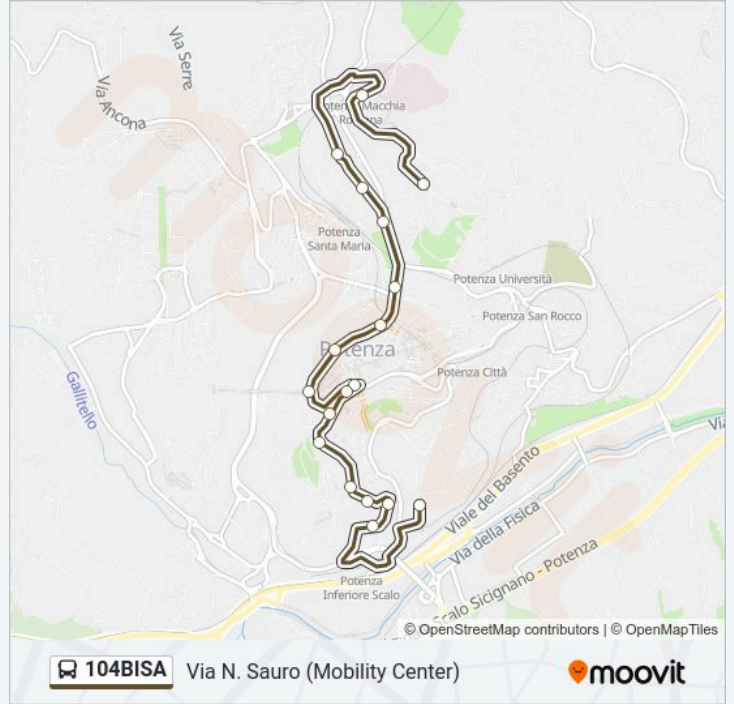 Via Serre
Via Ancona
Potenza Macchia
Romana
Potenza
Santa Maria
Potenza Università
Potenza San Rocco
Potenza
Potenza Città
Gallitello
Viale del Basento
Via della Fisica
Scalo Sicignano - Potenza
Potenza
Inferiore Scalo
© OpenStreetMap contributors | © OpenMapTiles
104BISA
Via N. Sauro (Mobility Center)
moovit